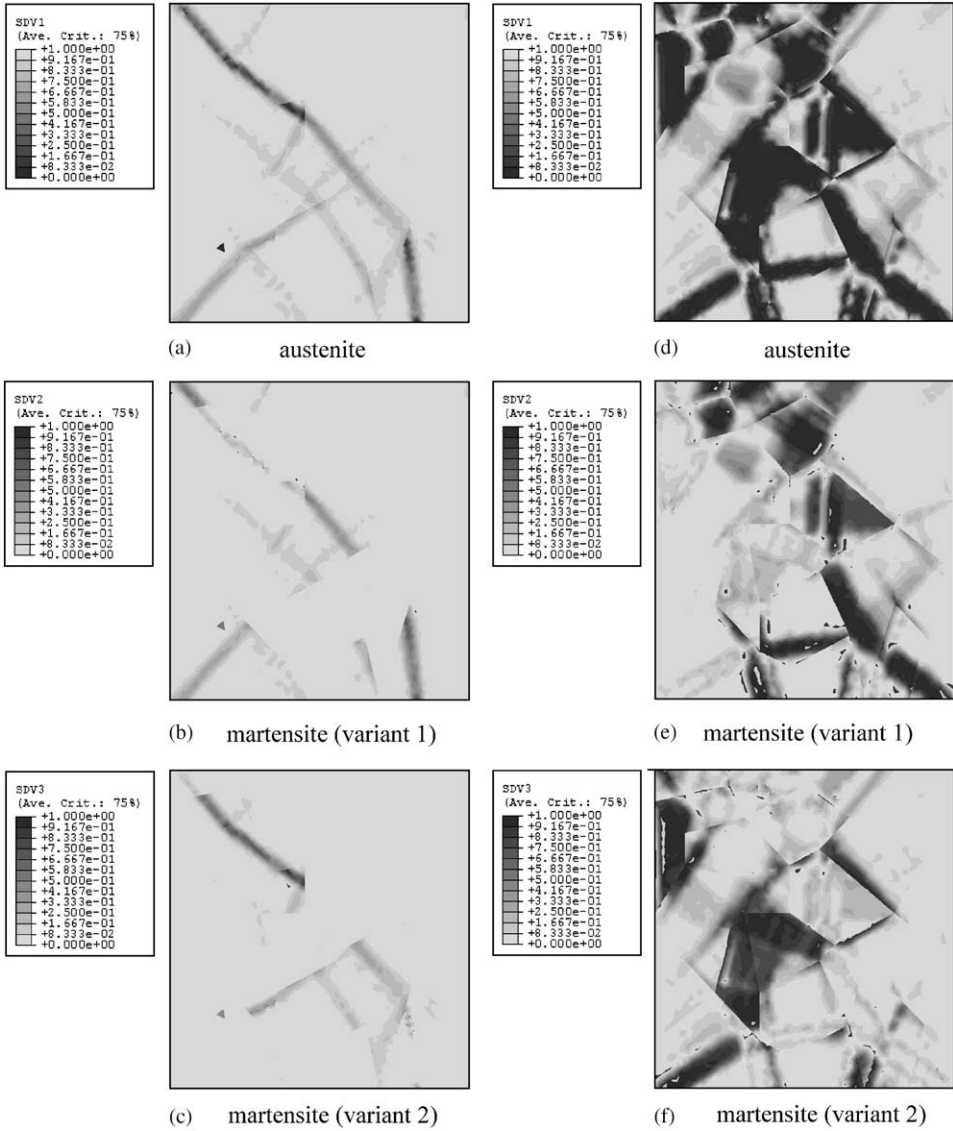 SDV1
(Ave. Crit.: 75%)
+1.000e+00
+9.167e-01
+8.333e-01
+7.500e-01
+6.667e-01
+5.833e-01
+5.000e-01
+4.167e-01
+3.333e-01
+2.500e-01
+1.667e-01
+8.333e-02
+0.000e+00
(a) austenite
SDV1
(Ave. Crit.: 75%)
+1.000e+00
+9.167e-01
+8.333e-01
+7.500e-01
+6.667e-01
+5.833e-01
+5.000e-01
+4.167e-01
+3.333e-01
+2.500e-01
+1.667e-01
+8.333e-02
+0.000e+00
(d) austenite
SDV2
(Ave. Crit.: 75%)
+1.000e+00
+9.167e-01
+8.333e-01
+7.500e-01
+6.667e-01
+5.833e-01
+5.000e-01
+4.167e-01
+3.333e-01
+2.500e-01
+1.667e-01
+8.333e-02
+0.000e+00
(b) martensite (variant 1)
SDV2
(Ave. Crit.: 75%)
+1.000e+00
+9.167e-01
+8.333e-01
+7.500e-01
+6.667e-01
+5.833e-01
+5.000e-01
+4.167e-01
+3.333e-01
+2.500e-01
+1.667e-01
+8.333e-02
+0.000e+00
(e) martensite (variant 1)
SDV3
(Ave. Crit.: 75%)
+1.000e+00
+9.167e-01
+8.333e-01
+7.500e-01
+6.667e-01
+5.833e-01
+5.000e-01
+4.167e-01
+3.333e-01
+2.500e-01
+1.667e-01
+8.333e-02
+0.000e+00
(c) martensite (variant 2)
SDV3
(Ave. Crit.: 75%)
+1.000e+00
+9.167e-01
+8.333e-01
+7.500e-01
+6.667e-01
+5.833e-01
+5.000e-01
+4.167e-01
+3.333e-01
+2.500e-01
+1.667e-01
+8.333e-02
+0.000e+00
(f) martensite (variant 2)